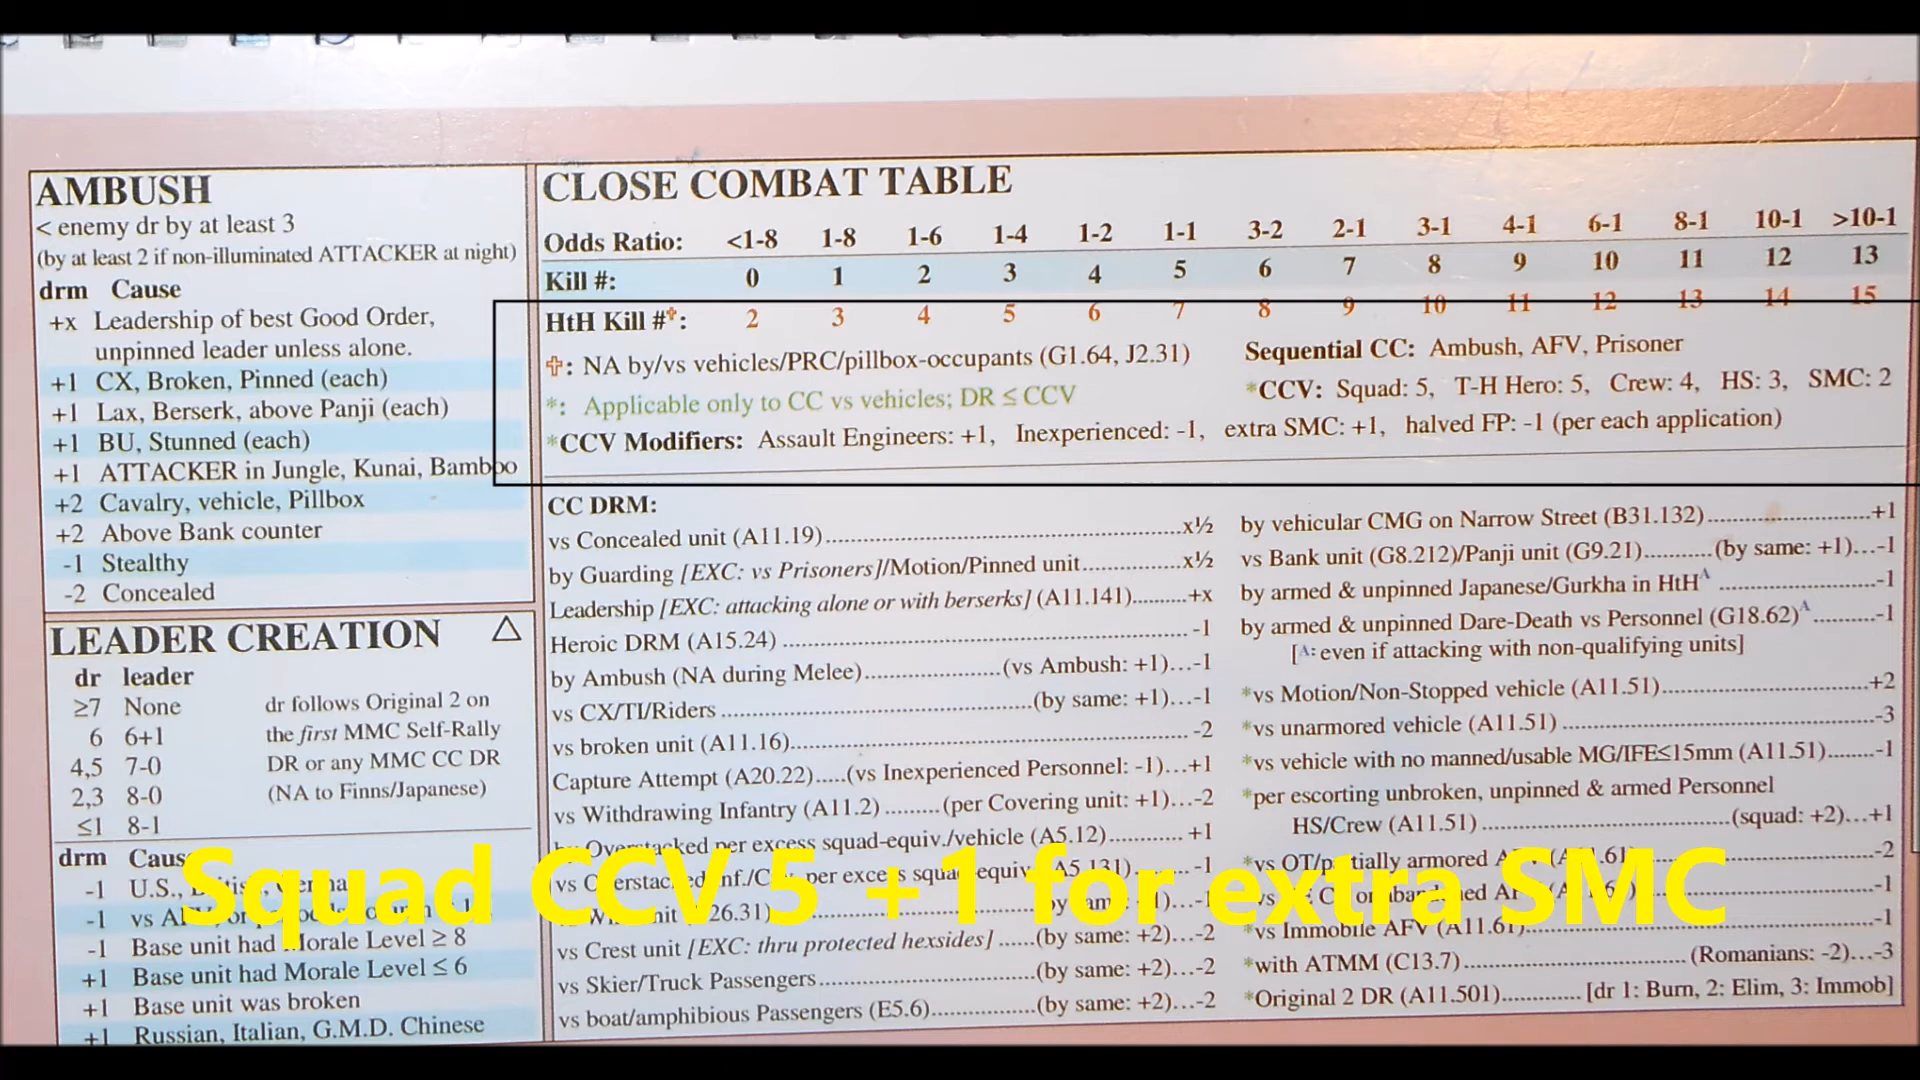 AMBUSH
< enemy dr by at least 3
(by at least 2 if non-illuminated ATTACKER at night)
drm Cause
+x Leadership of best Good Order,
unpinned leader unless alone.
+1 CX, Broken, Pinned (each)
+1 Lax, Berserk, above Panji (each)
+1 BU, Stunned (each)
+1 ATTACKER in Jungle, Kunai, Bamboo
+2 Cavalry, vehicle, Pillbox
+2 Above Bank counter
-1 Stealthy
-2 Concealed
LEADER CREATION △
dr leader
≥7 None
6 6+1
4,5 7-0
2,3 8-0
≤1 8-1
dr follows Original 2 on
the first MMC Self-Rally
DR or any MMC CC DR
(NA to Finns/Japanese)
drm Cause
-1 U.S.,
-1 vs
-1 Base unit had Morale Level ≥ 8
+1 Base unit had Morale Level ≤ 6
+1 Base unit was broken
+1 Russian, Italian, G.M.D. Chinese
CLOSE COMBAT TABLE
Odds Ratio: <1-8 1-8 1-6 1-4 1-2 1-1 3-2 2-1 3-1 4-1 6-1 8-1 10-1 >10-1
Kill #: 0 1 2 3 4 5 6 7 8 9 10 11 12 13
HtH Kill #✞: 2 3 4 5 6 7 8 9 10 11 12 13 14 15
✞: NA by/vs vehicles/PRC/pillbox-occupants (G1.64, J2.31) Sequential CC: Ambush, AFV, Prisoner
*: Applicable only to CC vs vehicles; DR ≤ CCV *CCV: Squad: 5, T-H Hero: 5, Crew: 4, HS: 3, SMC: 2
*CCV Modifiers: Assault Engineers: +1, Inexperienced: -1, extra SMC: +1, halved FP: -1 (per each application)
CC DRM:
vs Concealed unit (A11.19)..........x½
by Guarding [EXC: vs Prisoners]/Motion/Pinned unit..........x½
Leadership [EXC: attacking alone or with berserks] (A11.141)..........+x
Heroic DRM (A15.24)..........-1
by Ambush (NA during Melee)..........(vs Ambush: +1)...-1
vs CX/TI/Riders..........(by same: +1)...-1
vs broken unit (A11.16)..........-2
Capture Attempt (A20.22).....(vs Inexperienced Personnel: -1)...+1
vs Withdrawing Infantry (A11.2)........(per Covering unit: +1)...-2
Overstacked per excess squad-equiv./vehicle (A5.12)..........+1
vs per excess (A5.131)..........-1
vs Crest unit [EXC: thru protected hexsides]......(by same: +2)...-2
vs Skier/Truck Passengers..........(by same: +2)...-2
vs boat/amphibious Passengers (E5.6)..........(by same: +2)...-2
by vehicular CMG on Narrow Street (B31.132)..........+1
vs Bank unit (G8.212)/Panji unit (G9.21)..........(by same: +1)...-1
by armed & unpinned Japanese/Gurkha in HtHᴬ..........-1
by armed & unpinned Dare-Death vs Personnel (G18.62)ᴬ..........-1
[ᴬ: even if attacking with non-qualifying units]
*vs Motion/Non-Stopped vehicle (A11.51)..........+2
*vs unarmored vehicle (A11.51)..........-3
*vs vehicle with no manned/usable MG/IFE≤15mm (A11.51)........-1
*per escorting unbroken, unpinned & armed Personnel
HS/Crew (A11.51)..........(squad: +2)...+1
*vs OT/partially armored ..........-2
..........-1
*vs Immobile AFV (A11.61)..........-1
*with ATMM (C13.7)..........(Romanians: -2)...-3
*Original 2 DR (A11.501)............[dr 1: Burn, 2: Elim, 3: Immob]
Squad CCV 5 +1 for extra SMC